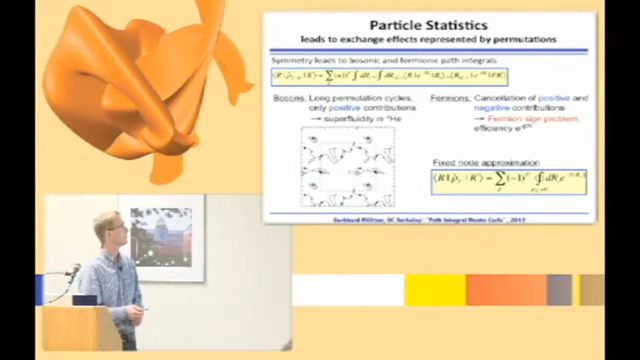 Particle Statistics
leads to exchange effects represented by permutations
Symmetry leads to bosonic and fermionic path integrals
Bosons: Long permutation cycles,
only positive contributions
→ superfluidity in ⁴He
Fermions: Cancellation of positive and
negative contributions
→ Fermion sign problem,
efficiency
Fixed node approximation
Burkhard Militzer, UC Berkeley: "Path Integral Monte Carlo", 2012